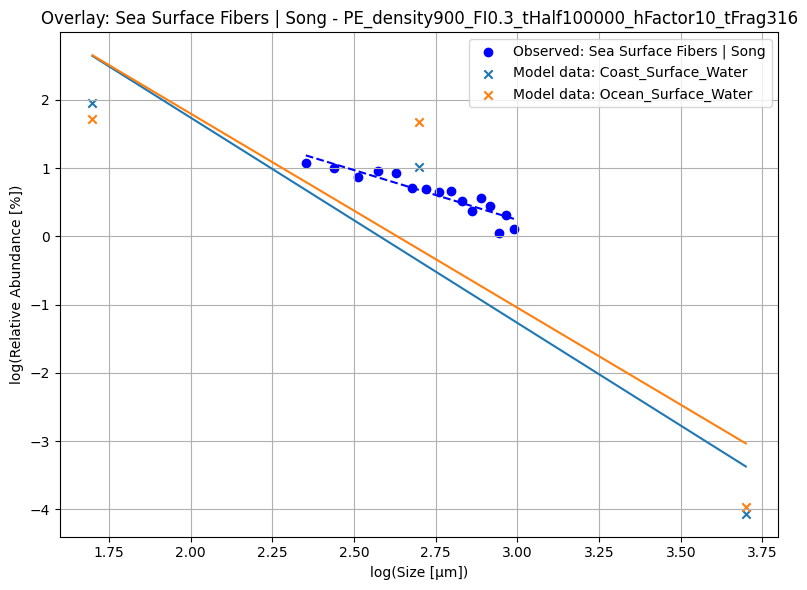 Overlay: Sea Surface Fibers | Song - PE_density900_FI0.3_tHalf100000_hFactor10_tFrag316
Observed: Sea Surface Fibers | Song
Model data: Coast_Surface_Water
Model data: Ocean_Surface_Water
log(Relative Abundance [%])
2
1
0
−1
−2
−3
−4
1.75 2.00 2.25 2.50 2.75 3.00 3.25 3.50 3.75
log(Size [μm])